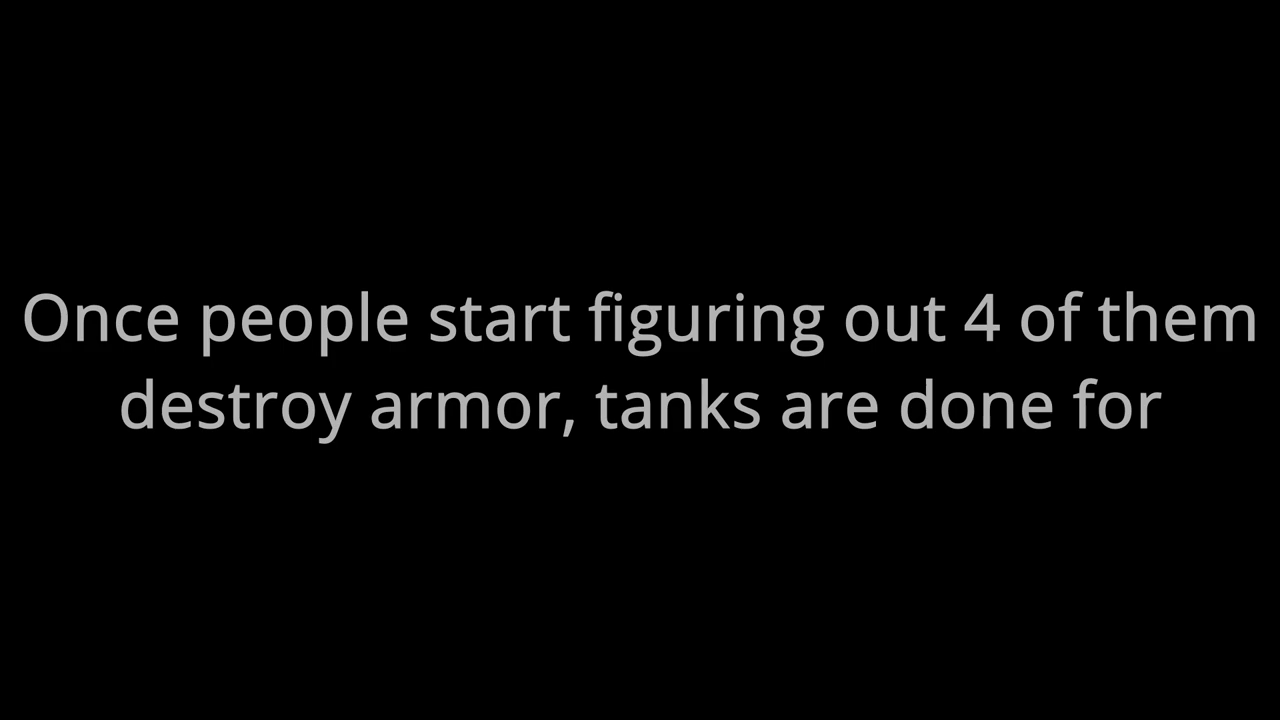 Once people start figuring out 4 of them
destroy armor, tanks are done for